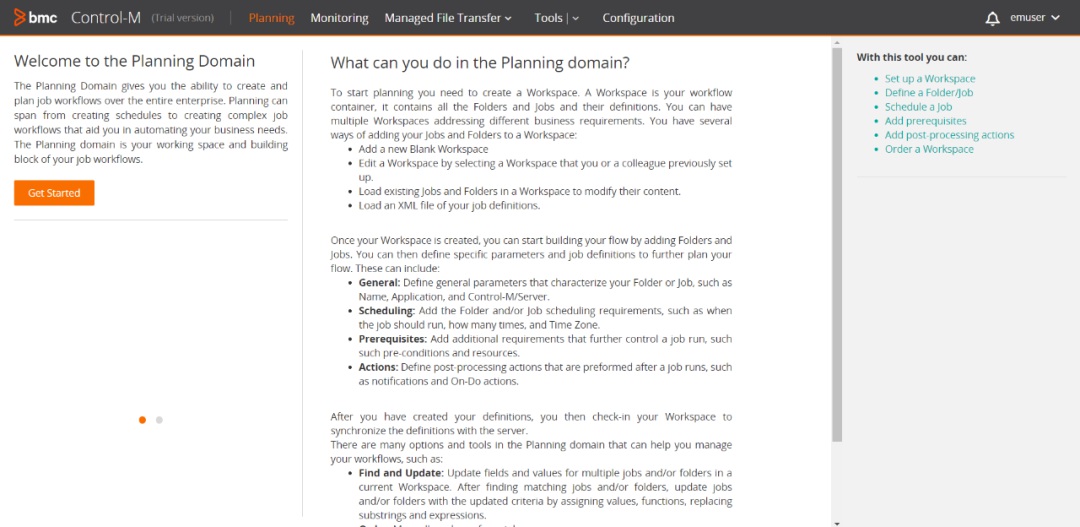 bmc Control-M (Trial version) Planning Monitoring Managed File Transfer Tools | Configuration emuser
Welcome to the Planning Domain
The Planning Domain gives you the ability to create and
plan job workflows over the entire enterprise. Planning can
span from creating schedules to creating complex job
workflows that aid you in automating your business needs.
The Planning domain is your working space and building
block of your job workflows.
Get Started
What can you do in the Planning domain?
To start planning you need to create a Workspace. A Workspace is your workflow
container, it contains all the Folders and Jobs and their definitions. You can have
multiple Workspaces addressing different business requirements. You have several
ways of adding your Jobs and Folders to a Workspace:
• Add a new Blank Workspace
• Edit a Workspace by selecting a Workspace that you or a colleague previously set
up.
• Load existing Jobs and Folders in a Workspace to modify their content.
• Load an XML file of your job definitions.
Once your Workspace is created, you can start building your flow by adding Folders and
Jobs. You can then define specific parameters and job definitions to further plan your
flow. These can include:
• General: Define general parameters that characterize your Folder or Job, such as
Name, Application, and Control-M/Server.
• Scheduling: Add the Folder and/or Job scheduling requirements, such as when
the job should run, how many times, and Time Zone.
• Prerequisites: Add additional requirements that further control a job run, such
such pre-conditions and resources.
• Actions: Define post-processing actions that are preformed after a job runs, such
as notifications and On-Do actions.
After you have created your definitions, you then check-in your Workspace to
synchronize the definitions with the server.
There are many options and tools in the Planning domain that can help you manage
your workflows, such as:
• Find and Update: Update fields and values for multiple jobs and/or folders in a
current Workspace. After finding matching jobs and/or folders, update jobs
and/or folders with the updated criteria by assigning values, functions, replacing
substrings and expressions.
With this tool you can:
• Set up a Workspace
• Define a Folder/Job
• Schedule a Job
• Add prerequisites
• Add post-processing actions
• Order a Workspace